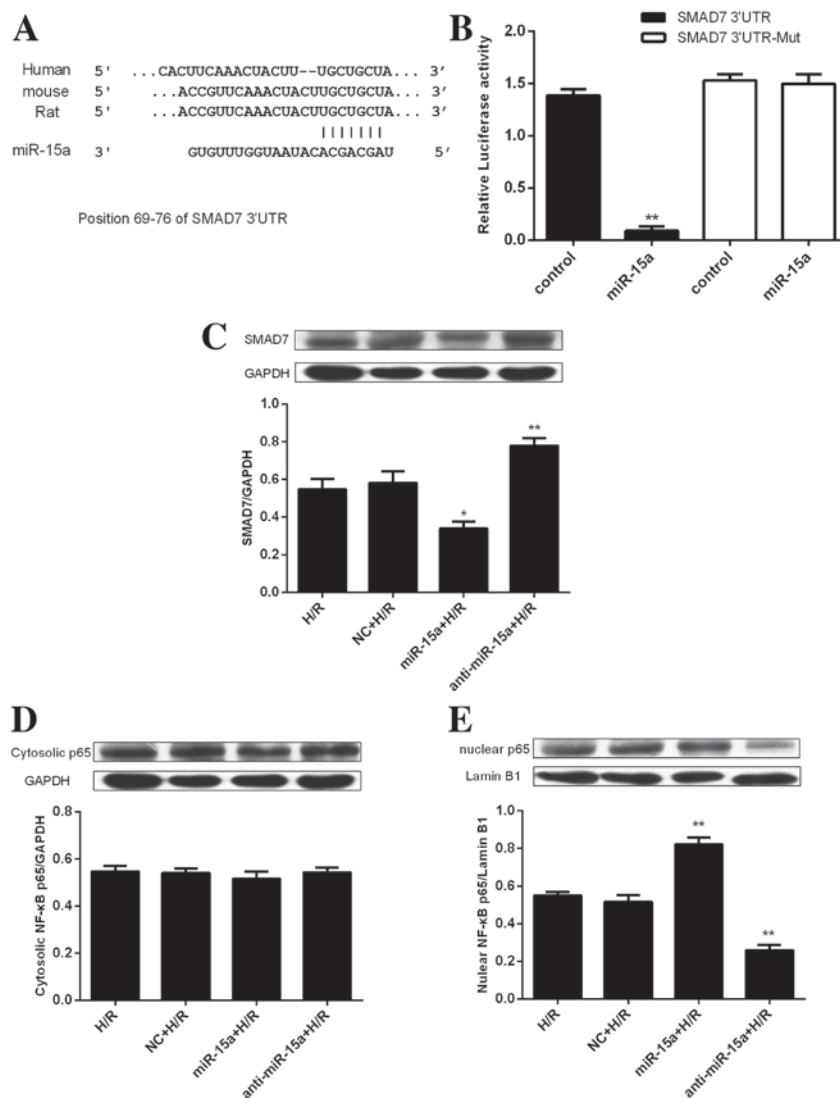 A
Human 5' ...CACUUCAAACUACUU--UGCUGCUA... 3'
mouse 5' ...ACCGUUCAAACUACUUGCUGCUA... 3'
Rat 5' ...ACCGUUCAAACUACUUGCUGCUA... 3'
miR-15a 3' GUGUUUGGUAAUACACGACGAU 5'
Position 69-76 of SMAD7 3'UTR
B
SMAD7 3'UTR
SMAD7 3'UTR-Mut
Relative Luciferase activity
2.0
1.5
1.0
0.5
0.0
**
control
miR-15a
control
miR-15a
C
SMAD7
GAPDH
SMAD7/GAPDH
1.0
0.8
0.6
0.4
0.2
0.0
*
**
H/R
NC+H/R
miR-15a+H/R
anti-miR-15a+H/R
D
Cytosolic p65
GAPDH
Cytosolic NF-κB p65/GAPDH
0.8
0.6
0.4
0.2
0.0
H/R
NC+H/R
miR-15a+H/R
anti-miR-15a+H/R
E
nuclear p65
Lamin B1
Nulear NF-κB p65/Lamin B1
1.0
0.8
0.6
0.4
0.2
0.0
**
**
H/R
NC+H/R
miR-15a+H/R
anti-miR-15a+H/R